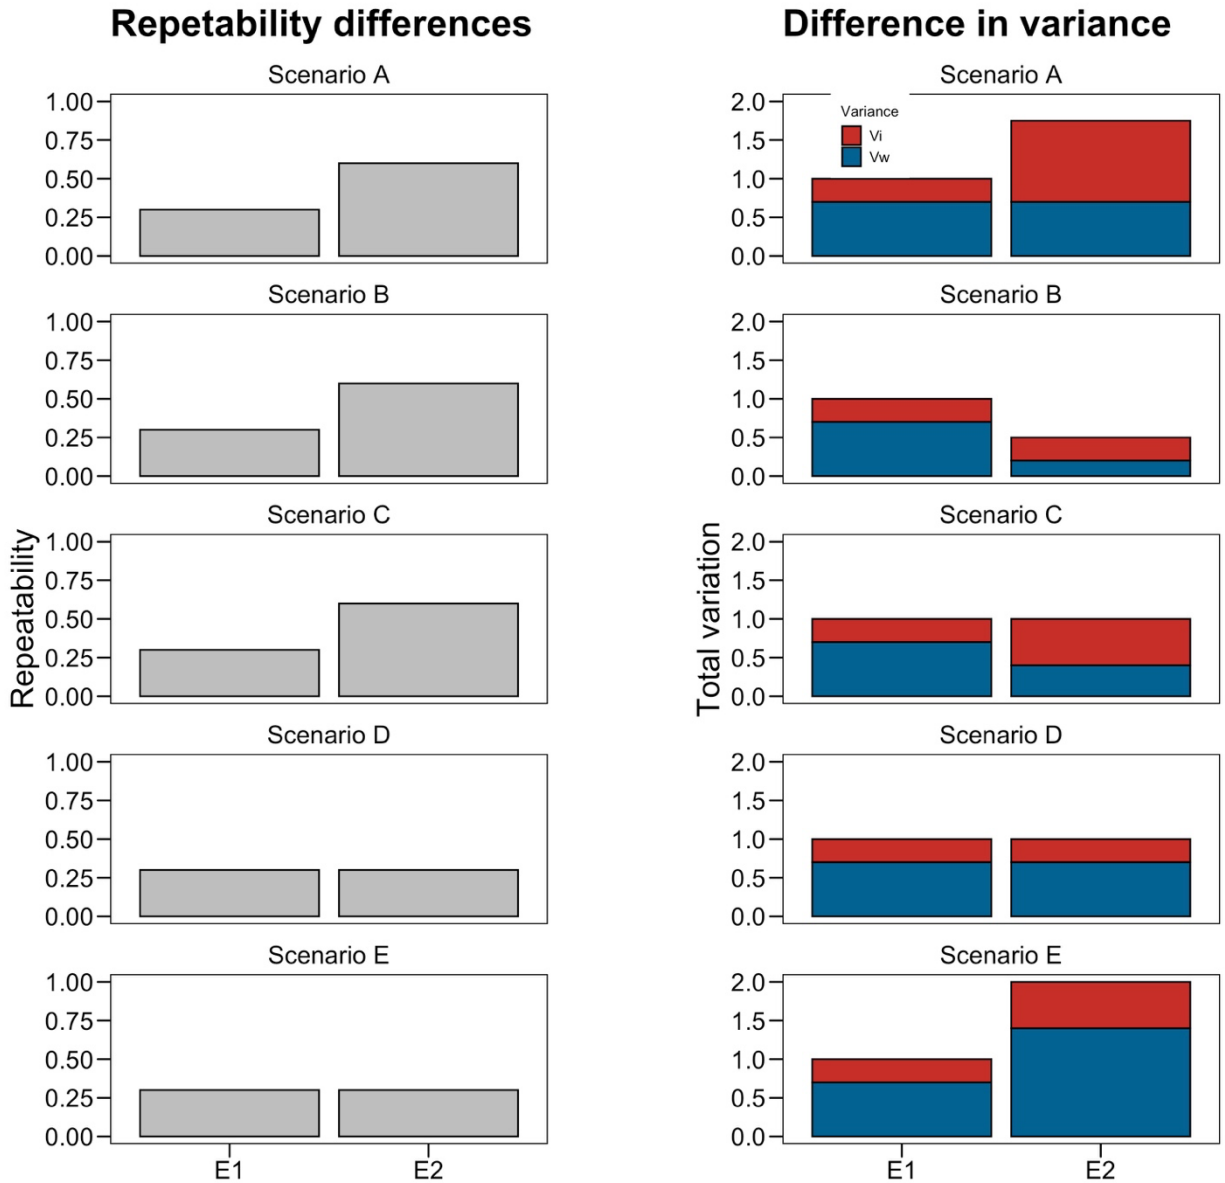 Repetability differences
Difference in variance
Scenario A
1.00
0.75
0.50
0.25
0.00
Scenario A
2.0
1.5
1.0
0.5
0.0
Variance
Vi
Vw
Scenario B
1.00
0.75
0.50
0.25
0.00
Scenario B
2.0
1.5
1.0
0.5
0.0
Repeatability
Scenario C
1.00
0.75
0.50
0.25
0.00
Total variation
Scenario C
2.0
1.5
1.0
0.5
0.0
Scenario D
1.00
0.75
0.50
0.25
0.00
Scenario D
2.0
1.5
1.0
0.5
0.0
Scenario E
1.00
0.75
0.50
0.25
0.00
E1 E2
Scenario E
2.0
1.5
1.0
0.5
0.0
E1 E2